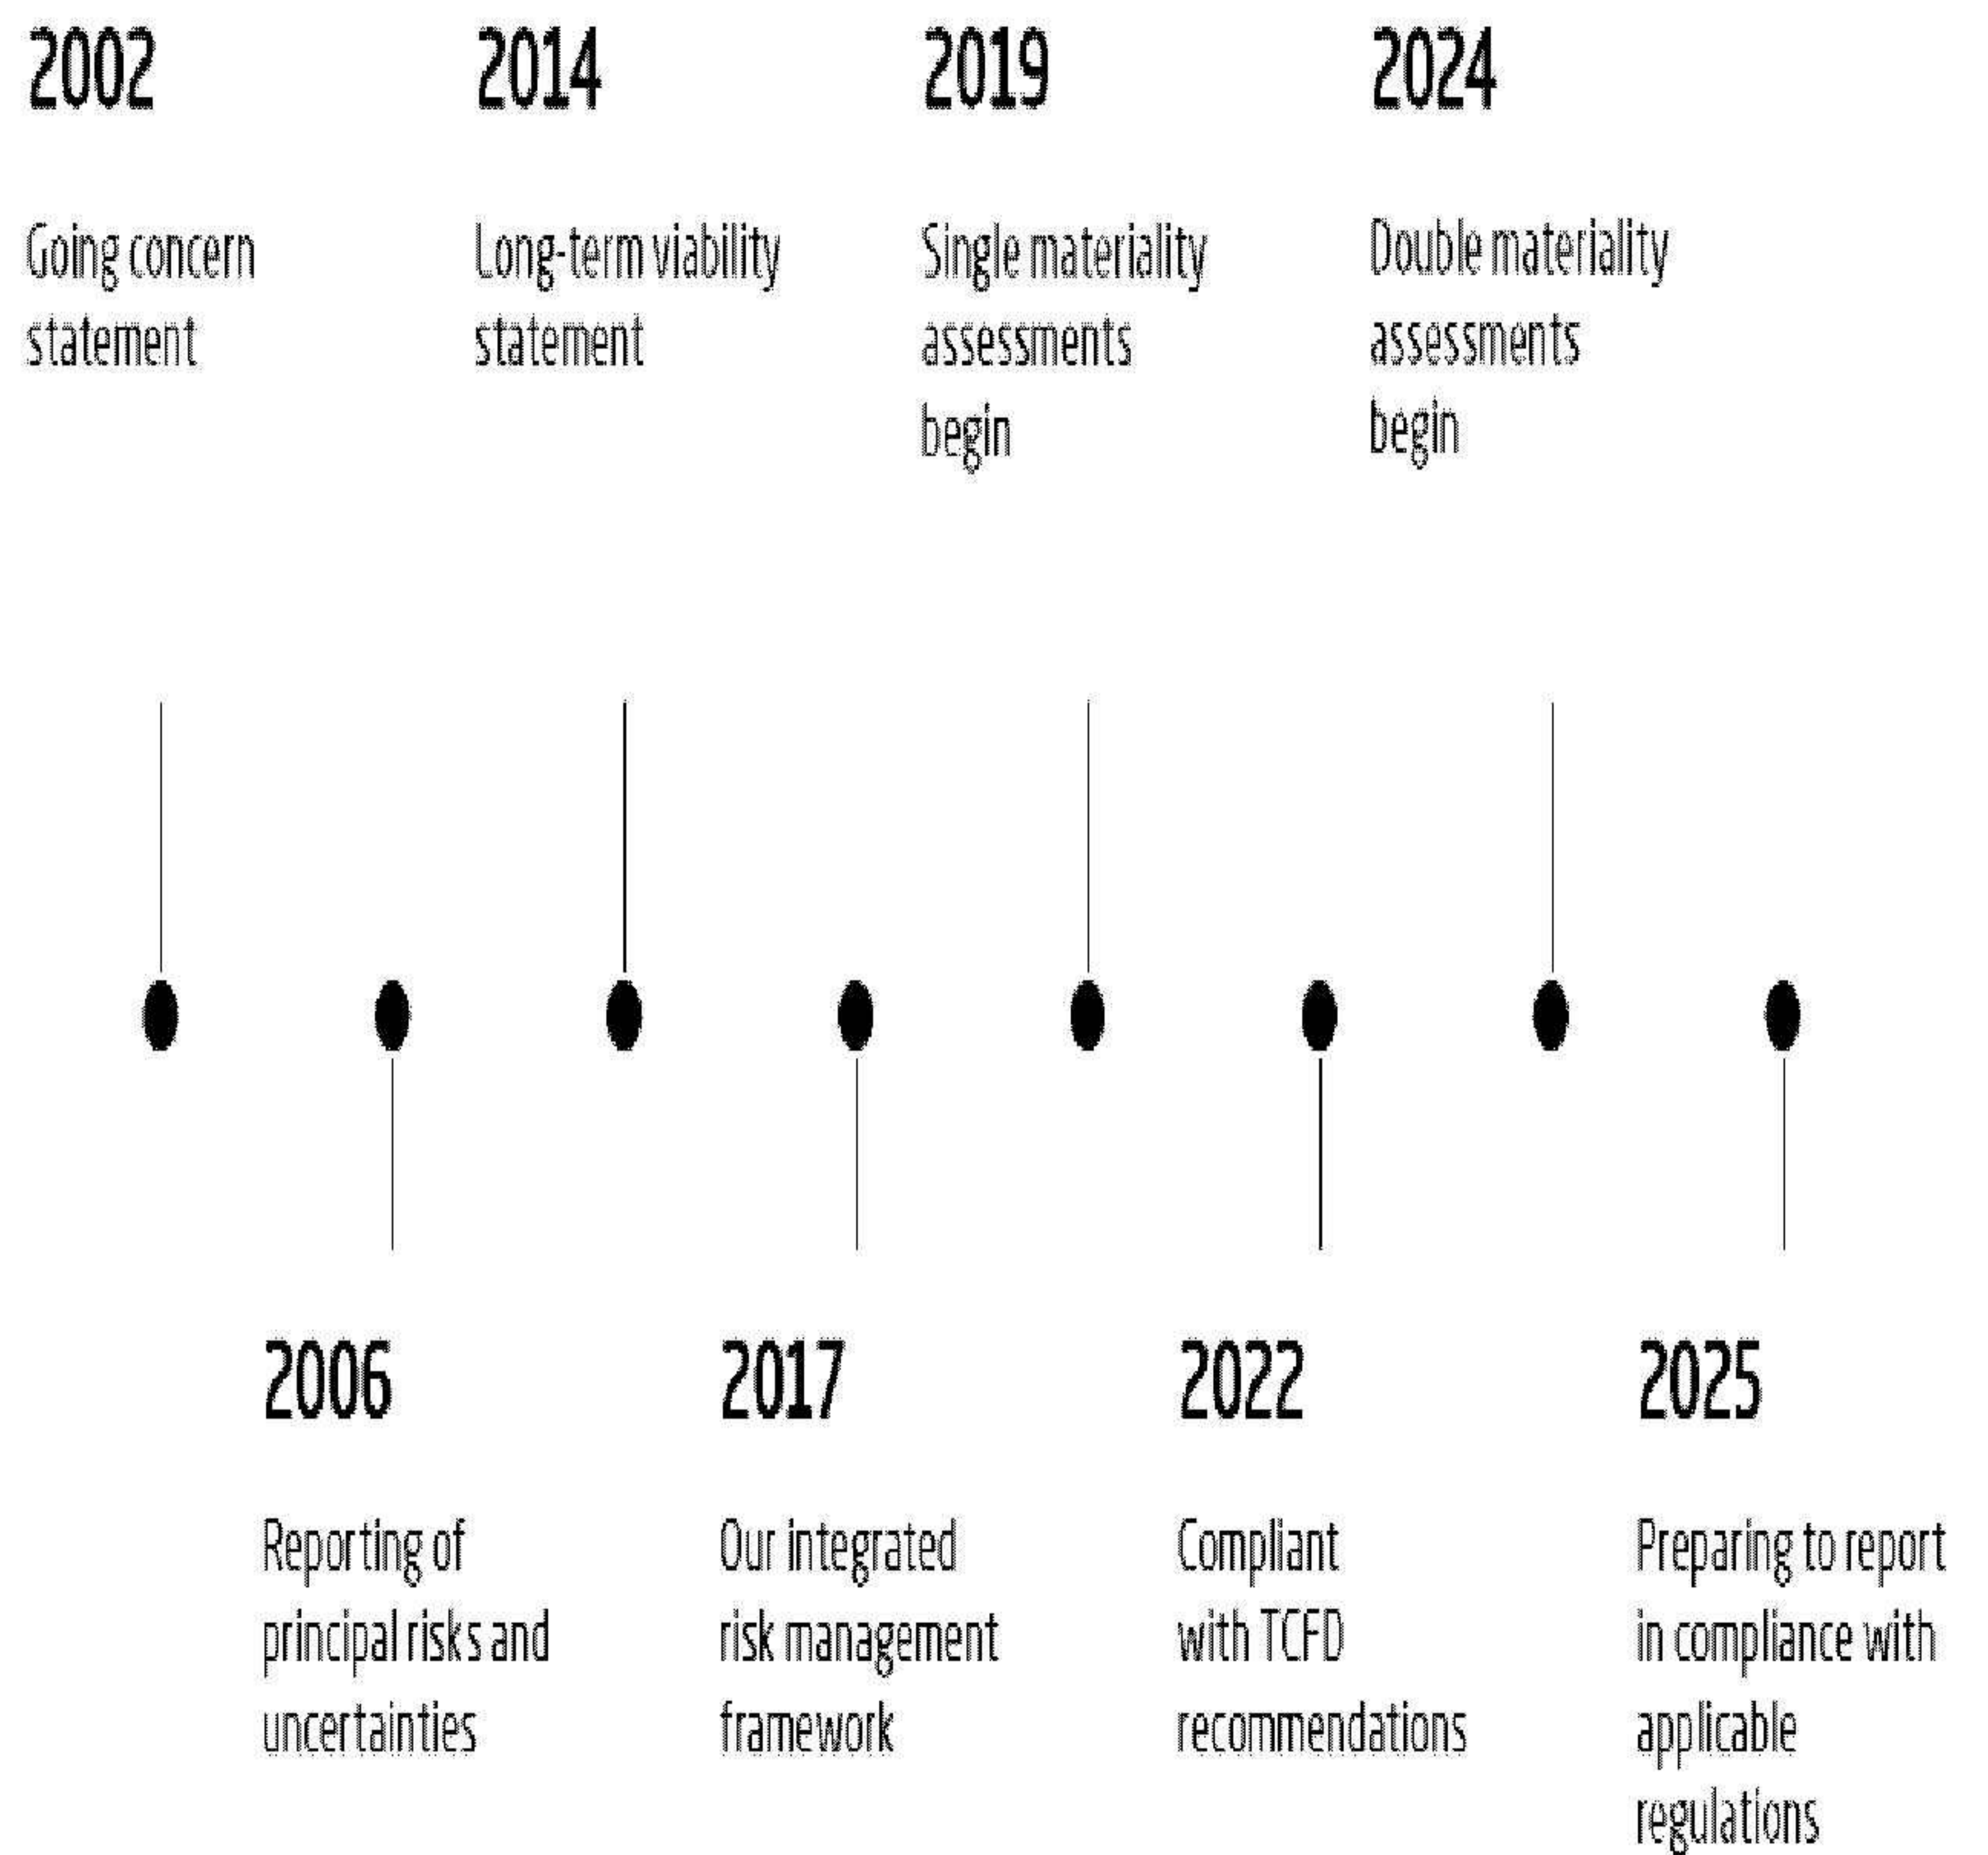 2002
Going concern
statement
2014
Long-term viability
statement
2019
Single materiality
assessments
begin
2024
Double materiality
assessments
begin
2006
Reporting of
principal risks and
uncertainties
2017
Our integrated
risk management
framework
2022
Compliant
with TCFD
recommendations
2025
Preparing to report
in compliance with
applicable
regulations